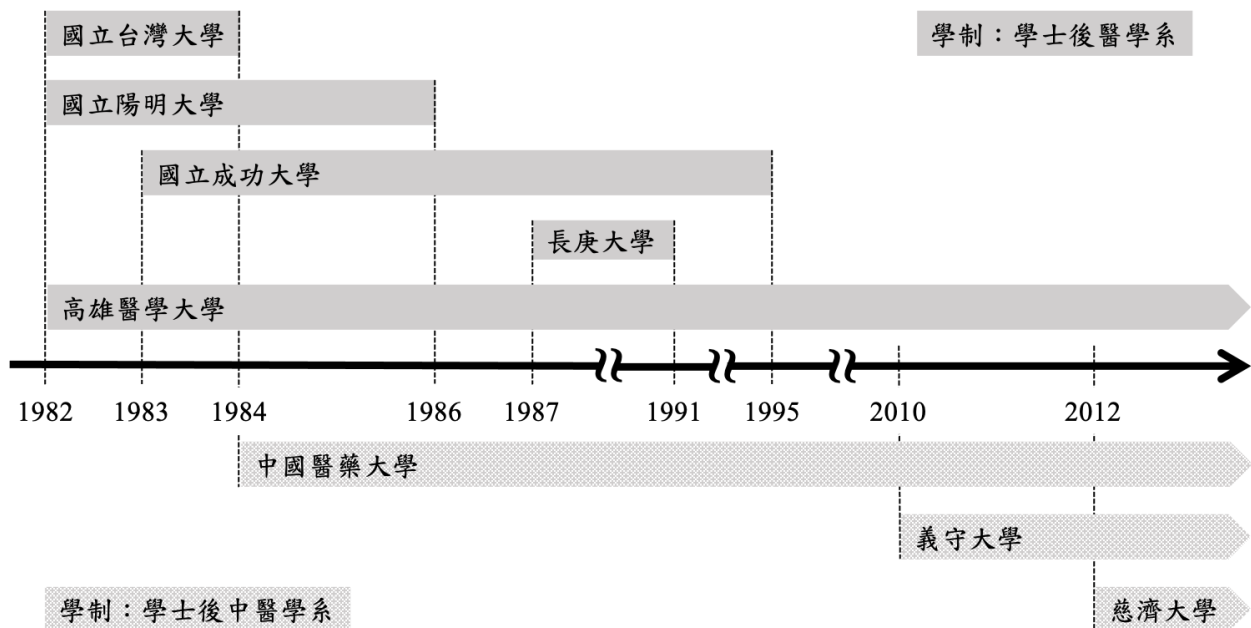 國立台灣大學
學制：學士後醫學系
國立陽明大學
國立成功大學
長庚大學
高雄醫學大學
1982 1983 1984 1986 1987 1991 1995 2010 2012
中國醫藥大學
義守大學
學制：學士後中醫學系
慈濟大學